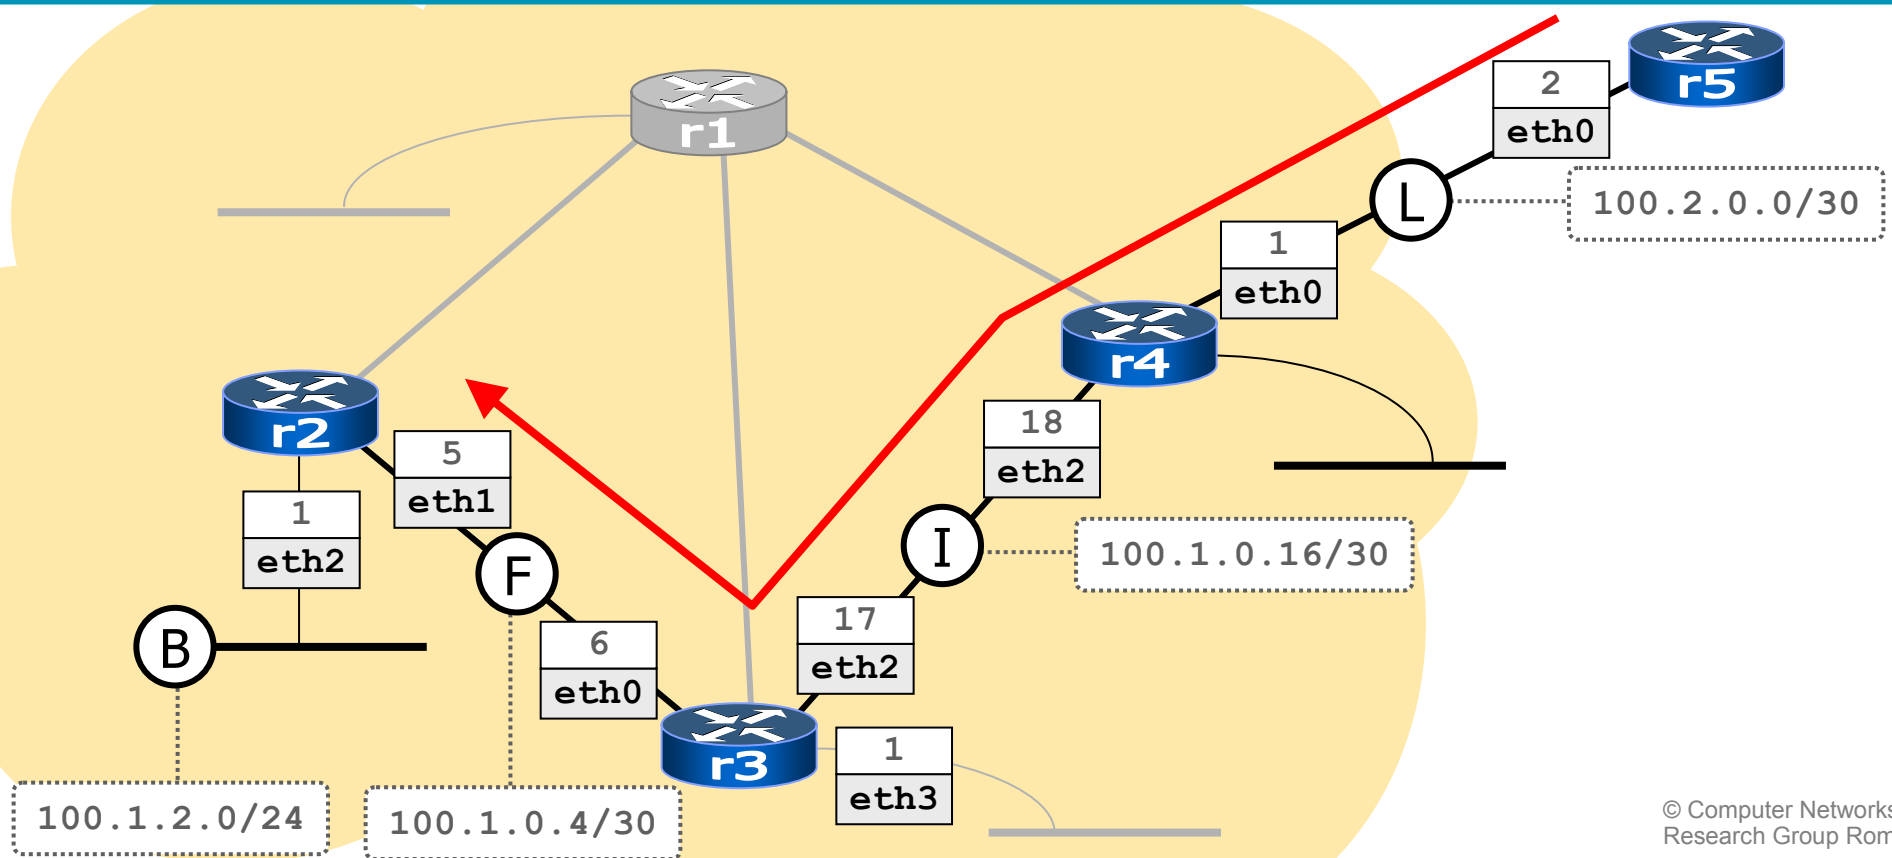 r5
2
eth0
r1
L
100.2.0.0/30
1
eth0
r4
r2
18
eth2
5
eth1
1
eth2
I
100.1.0.16/30
F
17
eth2
6
eth0
B
r3
1
eth3
100.1.2.0/24
100.1.0.4/30
© Computer Networks
Research Group Rom